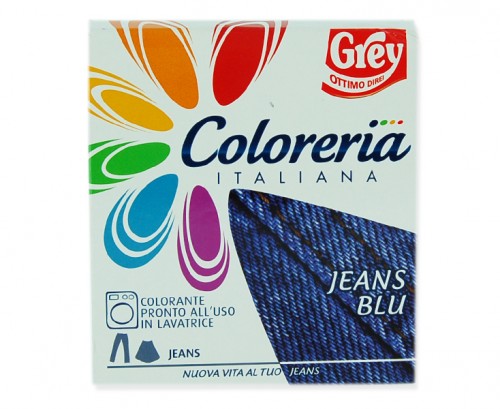 Grey
OTTIMO DIREI
Coloreria
ITALIANA
JEANS
BLU
COLORANTE
PRONTO ALL'USO
IN LAVATRICE
JEANS
NUOVA VITA AL TUO JEANS